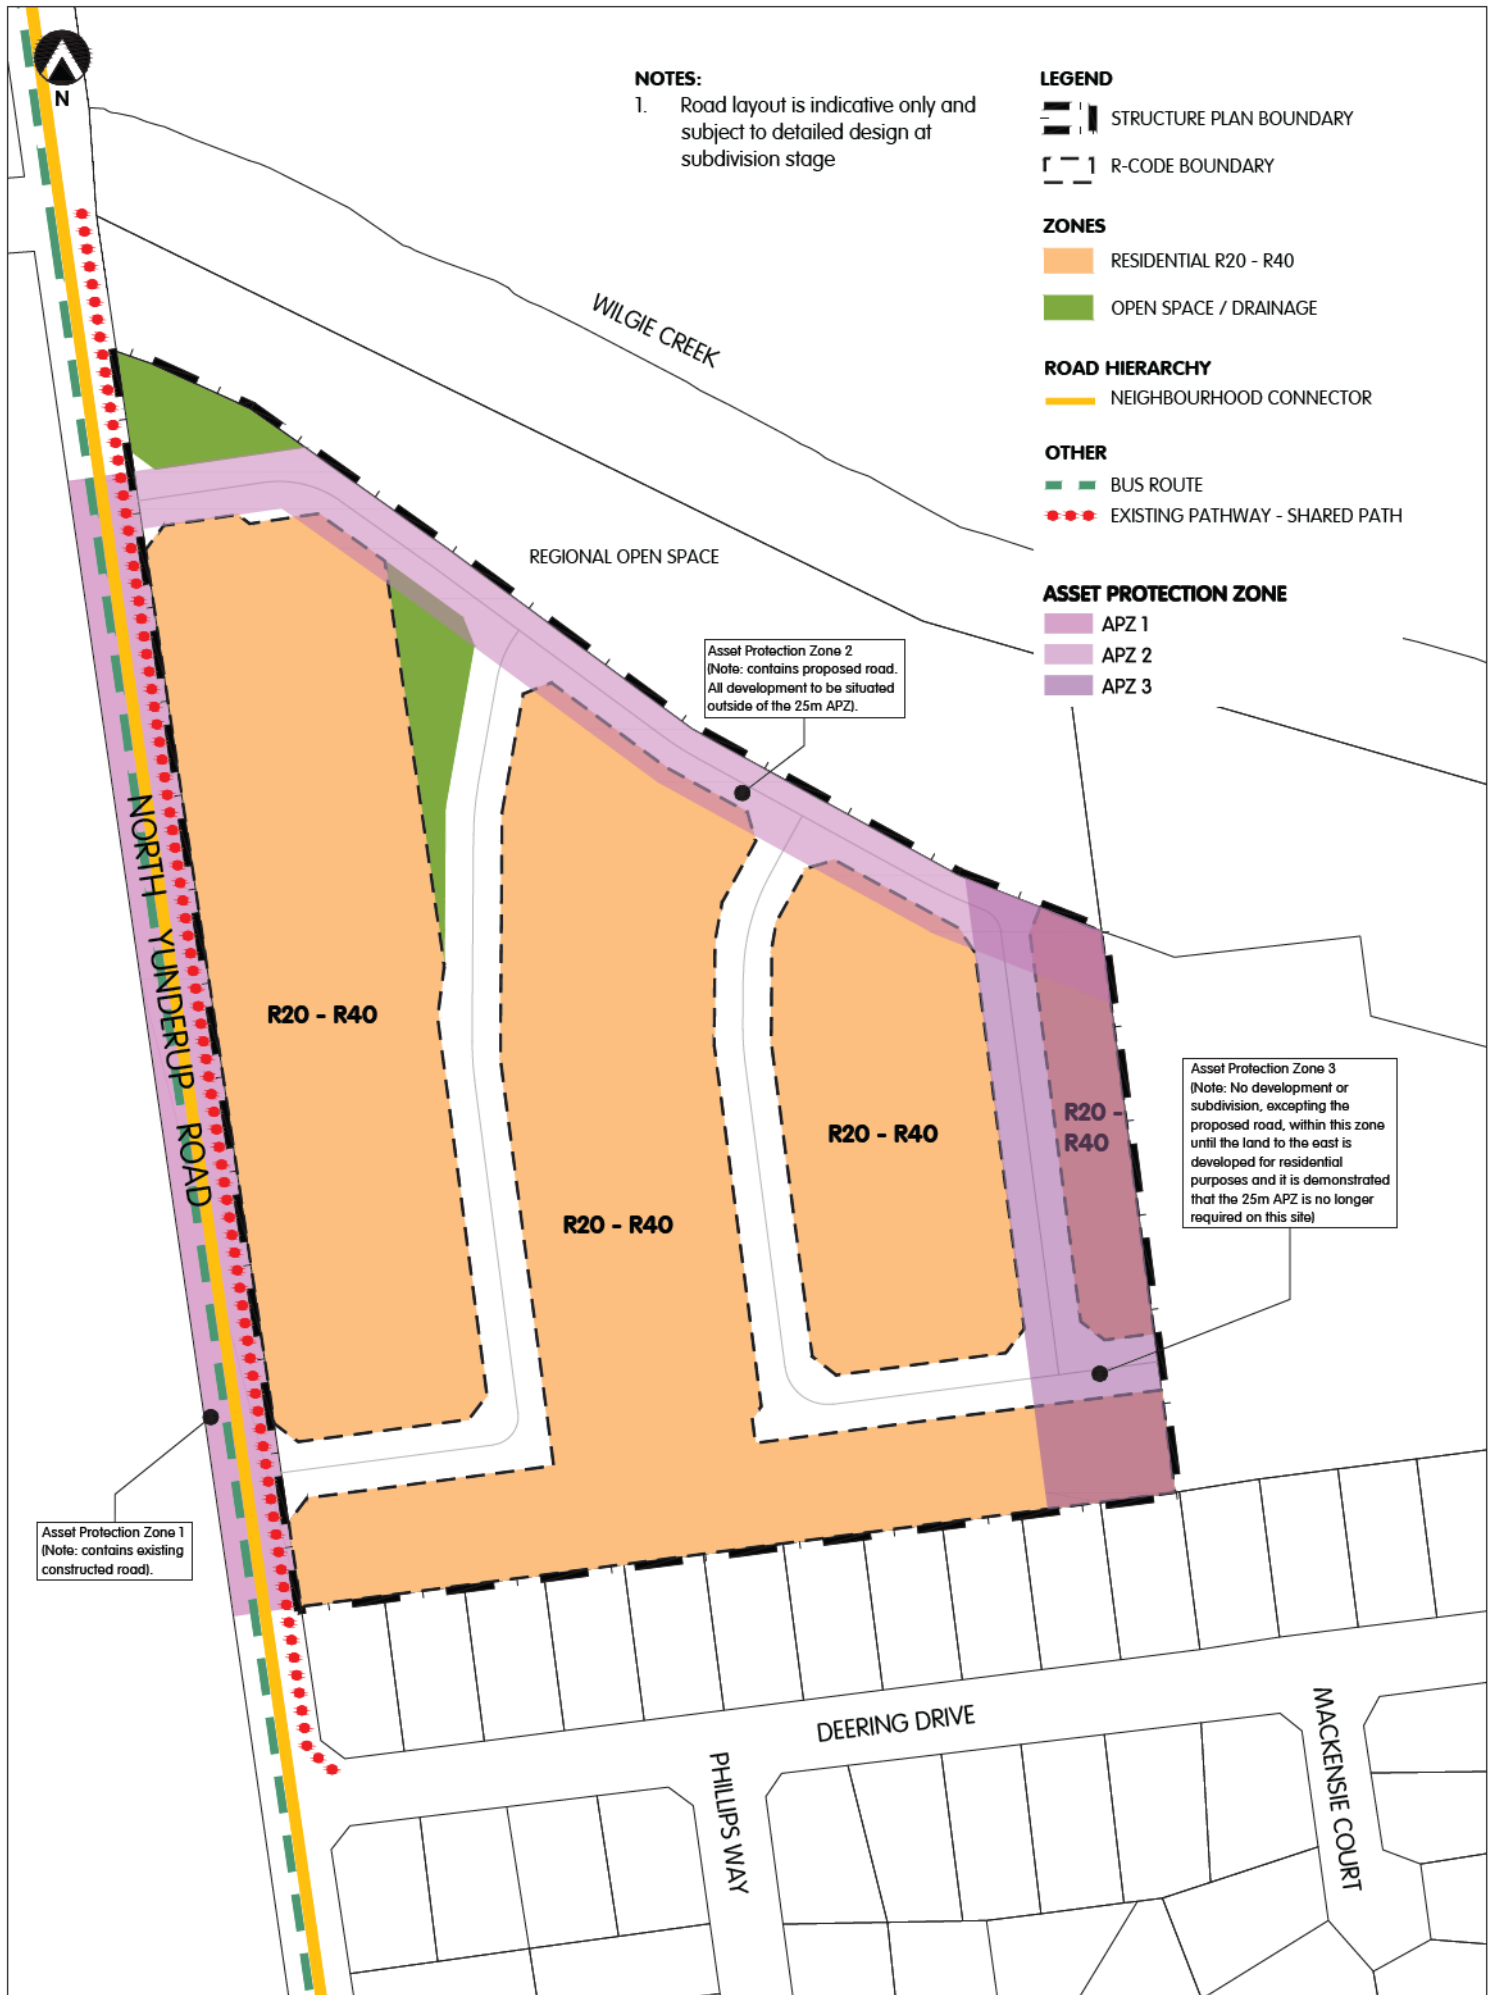 N
NOTES:
1. Road layout is indicative only and
subject to detailed design at
subdivision stage
LEGEND
STRUCTURE PLAN BOUNDARY
R-CODE BOUNDARY
ZONES
RESIDENTIAL R20 - R40
OPEN SPACE / DRAINAGE
ROAD HIERARCHY
NEIGHBOURHOOD CONNECTOR
OTHER
BUS ROUTE
EXISTING PATHWAY - SHARED PATH
ASSET PROTECTION ZONE
APZ 1
APZ 2
APZ 3
WILGIE CREEK
REGIONAL OPEN SPACE
Asset Protection Zone 2
(Note: contains proposed road.
All development to be situated
outside of the 25m APZ).
NORTH YUNDERUP ROAD
R20 - R40
R20 - R40
R20 - R40
R20 -
R40
Asset Protection Zone 3
(Note: No development or
subdivision, excepting the
proposed road, within this zone
until the land to the east is
developed for residential
purposes and it is demonstrated
that the 25m APZ is no longer
required on this site)
Asset Protection Zone 1
(Note: contains existing
constructed road).
DEERING DRIVE
PHILLIPS WAY
MACKENSIE COURT